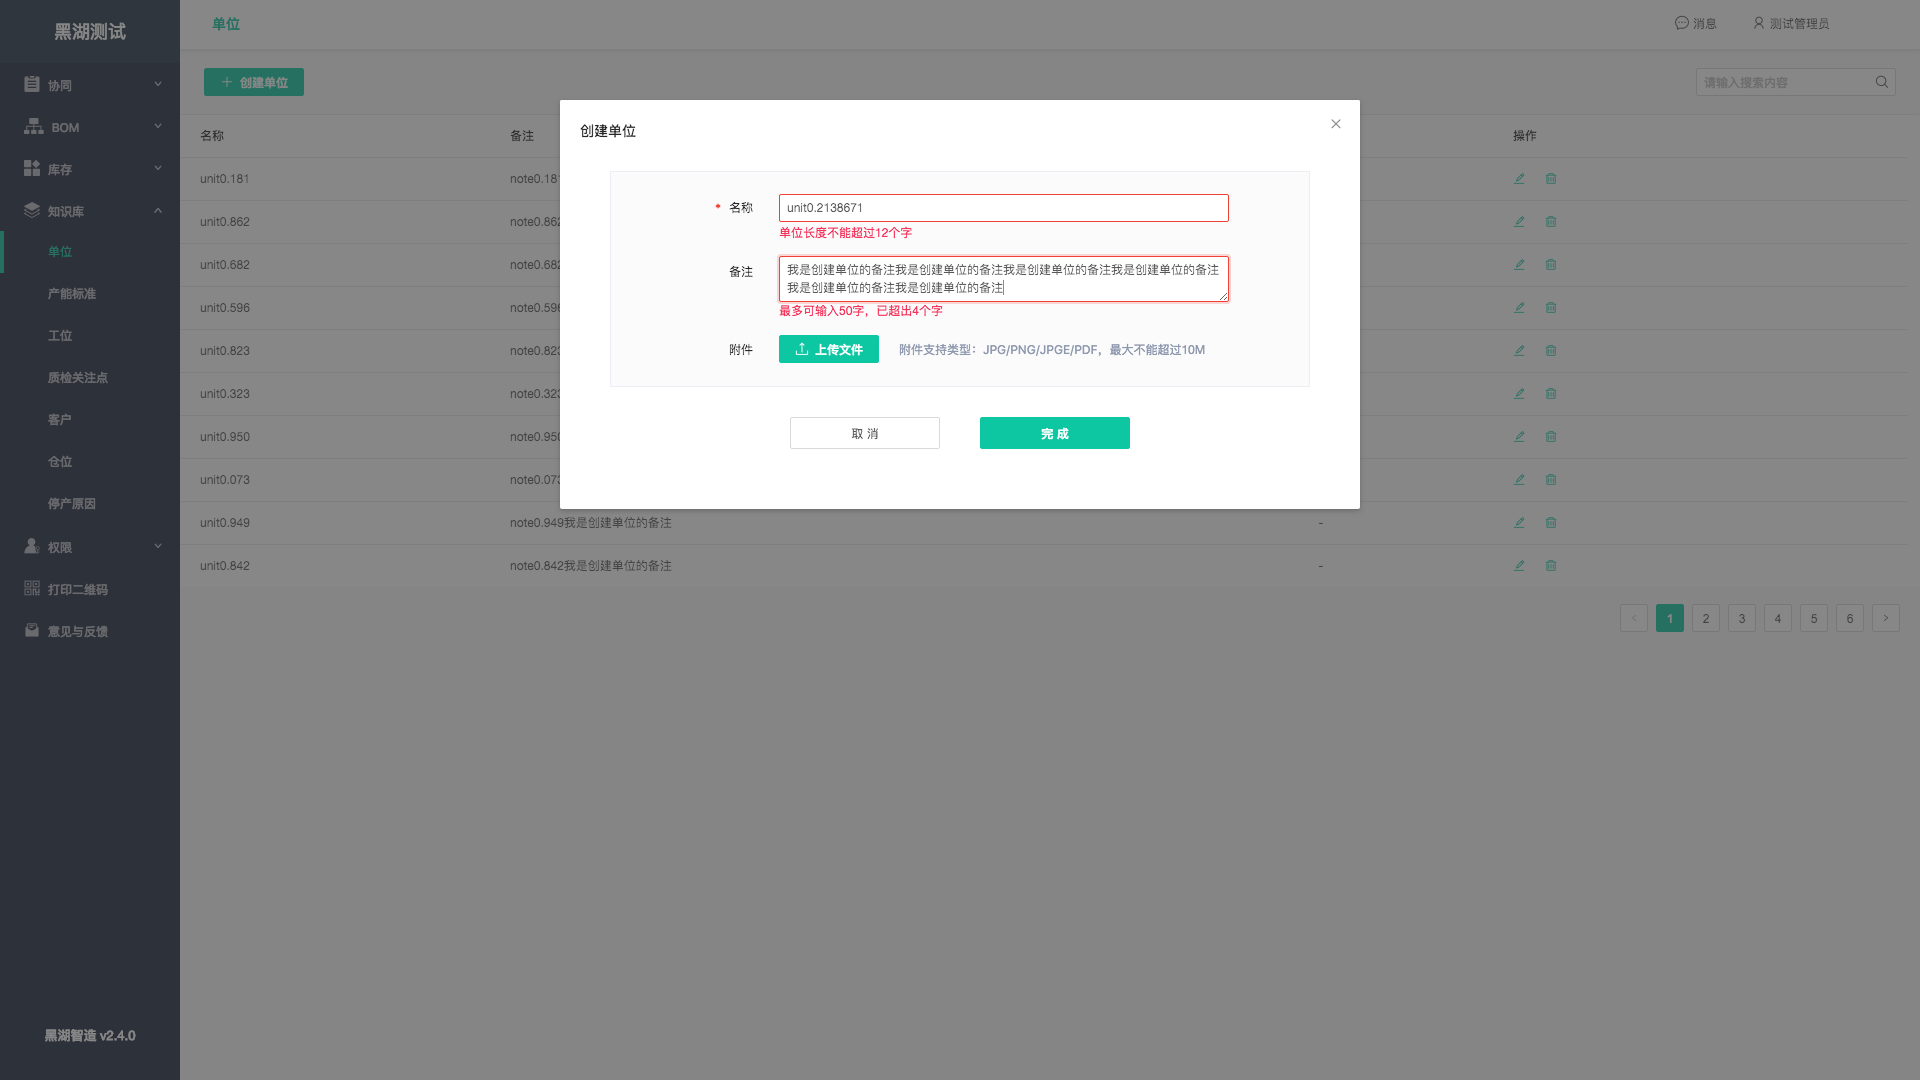 黑湖测试
协同
BOM
库存
知识库
单位
产能标准
工位
质检关注点
客户
仓位
停产原因
权限
打印二维码
意见与反馈
黑湖智造 v2.4.0
单位
消息
测试管理员
创建单位
请输入搜索内容
名称
备注
操作
unit0.181
note0.181
unit0.862
note0.862
unit0.682
note0.682
unit0.596
note0.596
unit0.823
note0.823
unit0.323
note0.323
unit0.950
note0.950
unit0.073
note0.073
unit0.949
note0.949我是创建单位的备注
-
unit0.842
note0.842我是创建单位的备注
-
< 1 2 3 4 5 6 >
创建单位
* 名称
unit0.2138671
单位长度不能超过12个字
备注
我是创建单位的备注我是创建单位的备注我是创建单位的备注我是创建单位的备注
我是创建单位的备注我是创建单位的备注
最多可输入50字，已超出4个字
附件
上传文件
附件支持类型：JPG/PNG/JPGE/PDF，最大不能超过10M
取 消
完 成